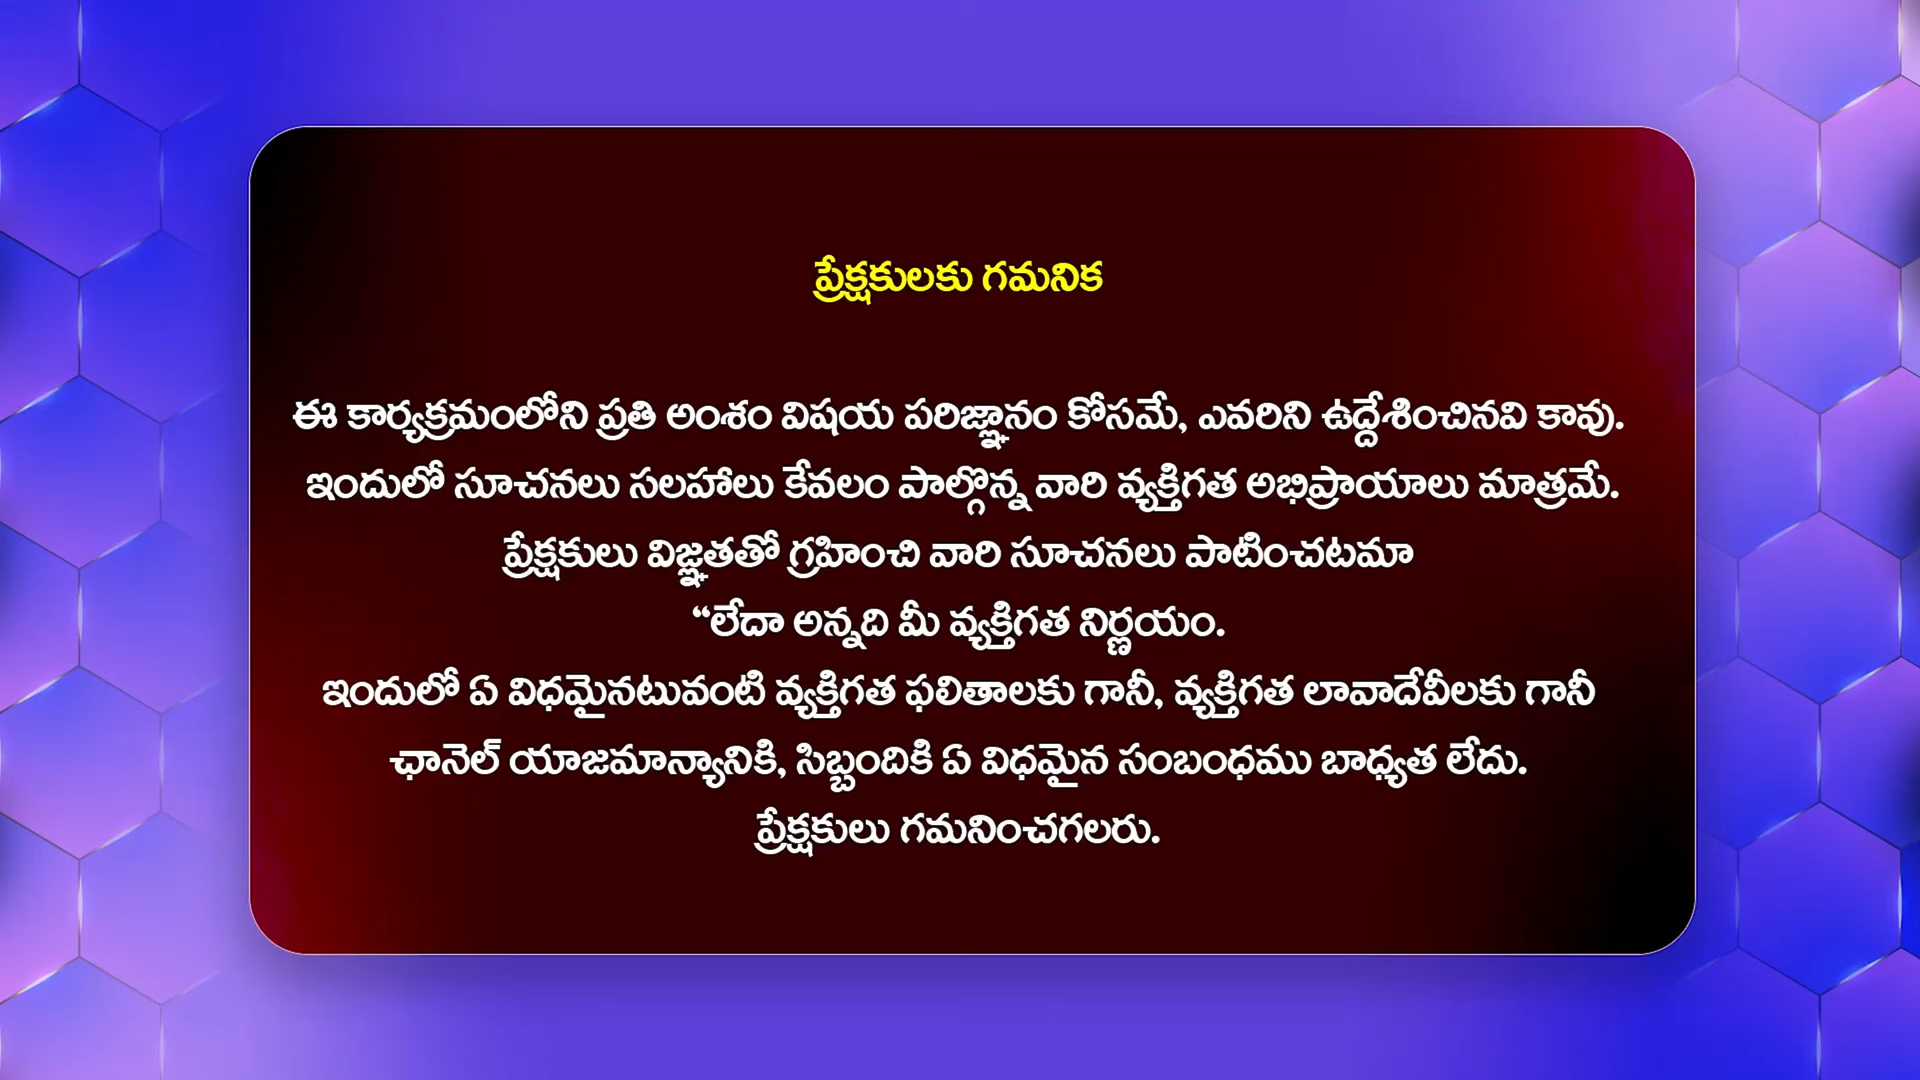 ప్రేక్షకులకు గమనిక
ఈ కార్యక్రమంలోని ప్రతి అంశం విషయ పరిజ్ఞానం కోసమే, ఎవరిని ఉద్దేశించినవి కావు.
ఇందులో సూచనలు సలహాలు కేవలం పాల్గొన్న వారి వ్యక్తిగత అభిప్రాయాలు మాత్రమే.
ప్రేక్షకులు విజ్ఞతతో గ్రహించి వారి సూచనలు పాటించటమా
“లేదా అన్నది మీ వ్యక్తిగత నిర్ణయం.
ఇందులో ఏ విధమైనటువంటి వ్యక్తిగత ఫలితాలకు గానీ, వ్యక్తిగత లావాదేవీలకు గానీ
ఛానెల్ యాజమాన్యానికి, సిబ్బందికి ఏ విధమైన సంబంధము బాధ్యత లేదు.
ప్రేక్షకులు గమనించగలరు.